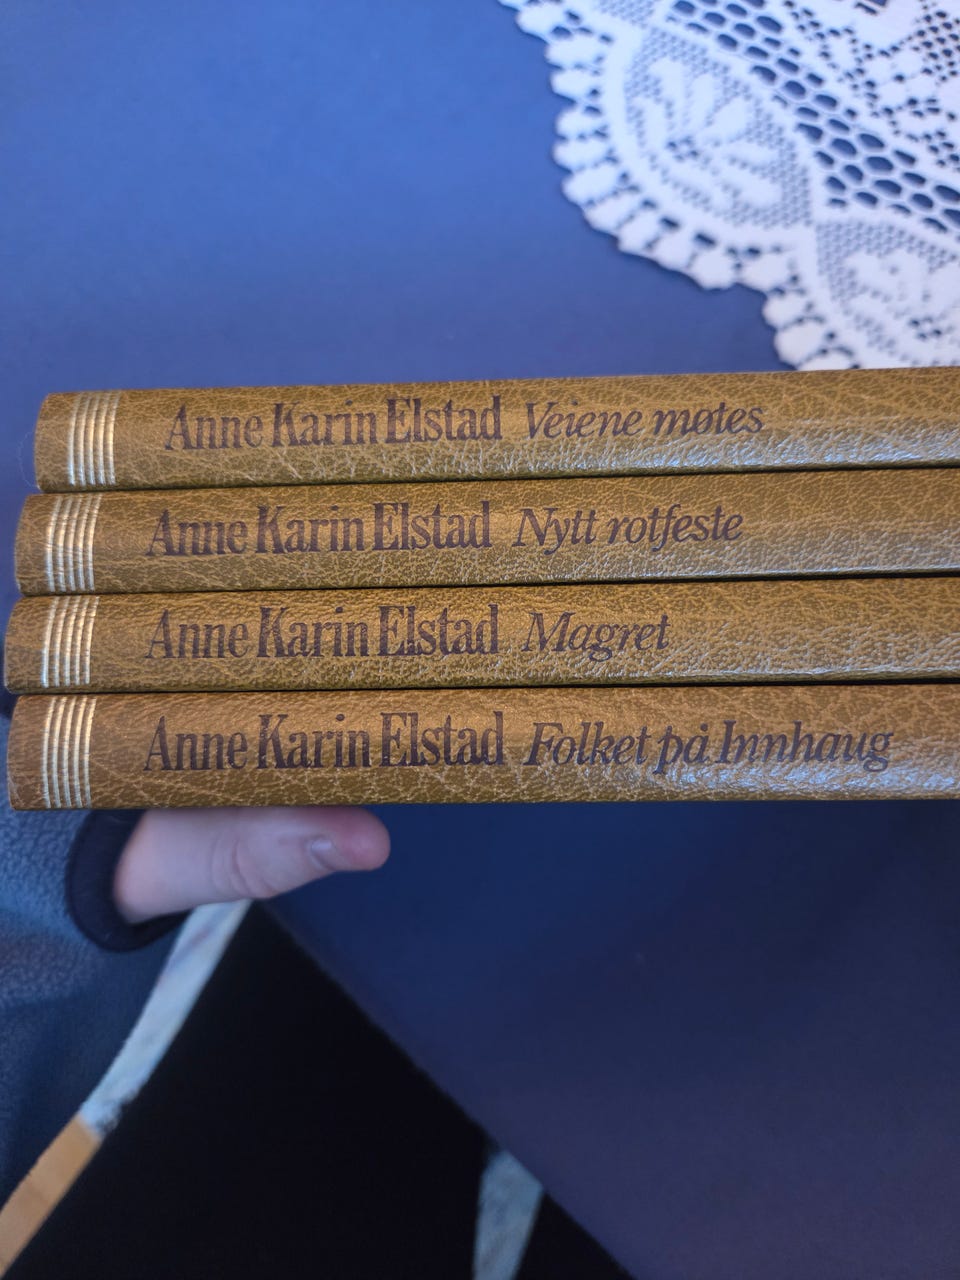 Anne Karin Elstad Veiene møtes
Anne Karin Elstad Nytt rotfeste
Anne Karin Elstad Magret
Anne Karin Elstad Folket på Innhaug